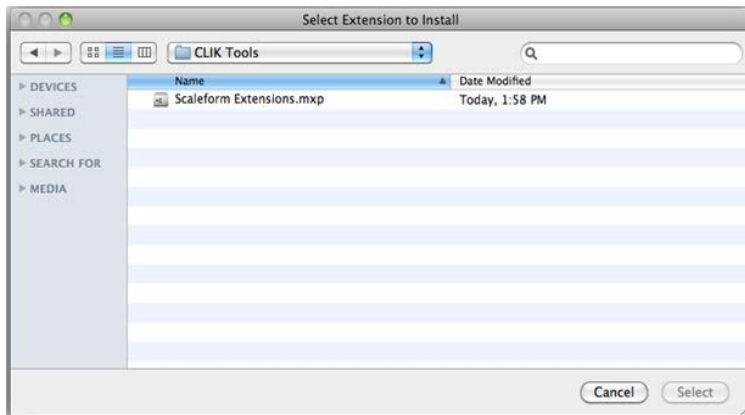 Select Extension to Install
CLIK Tools
Name Date Modified
DEVICES
Scaleform Extensions.mxp Today, 1:58 PM
SHARED
PLACES
SEARCH FOR
MEDIA
Cancel Select